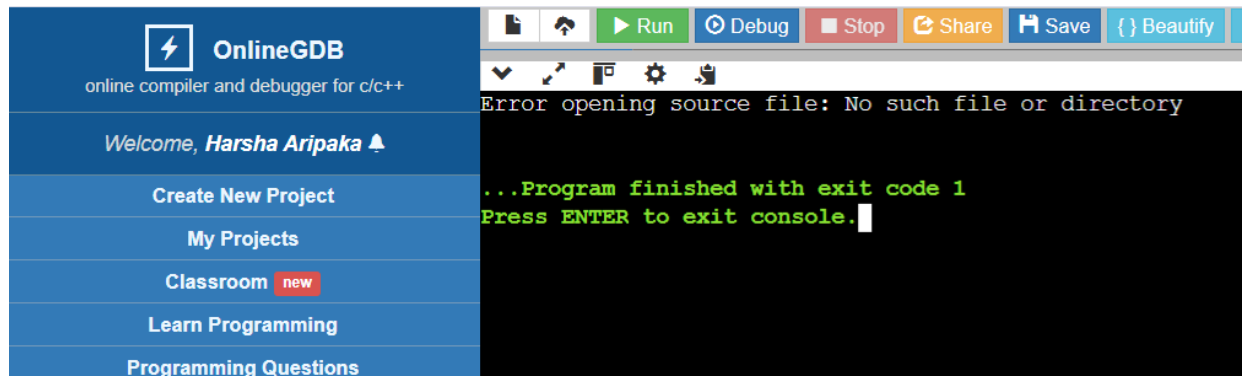 OnlineGDB
online compiler and debugger for c/c++
Welcome, Harsha Aripaka
Create New Project
My Projects
Classroom new
Learn Programming
Programming Questions
Run Debug Stop Share Save { } Beautify
Error opening source file: No such file or directory
...Program finished with exit code 1
Press ENTER to exit console.